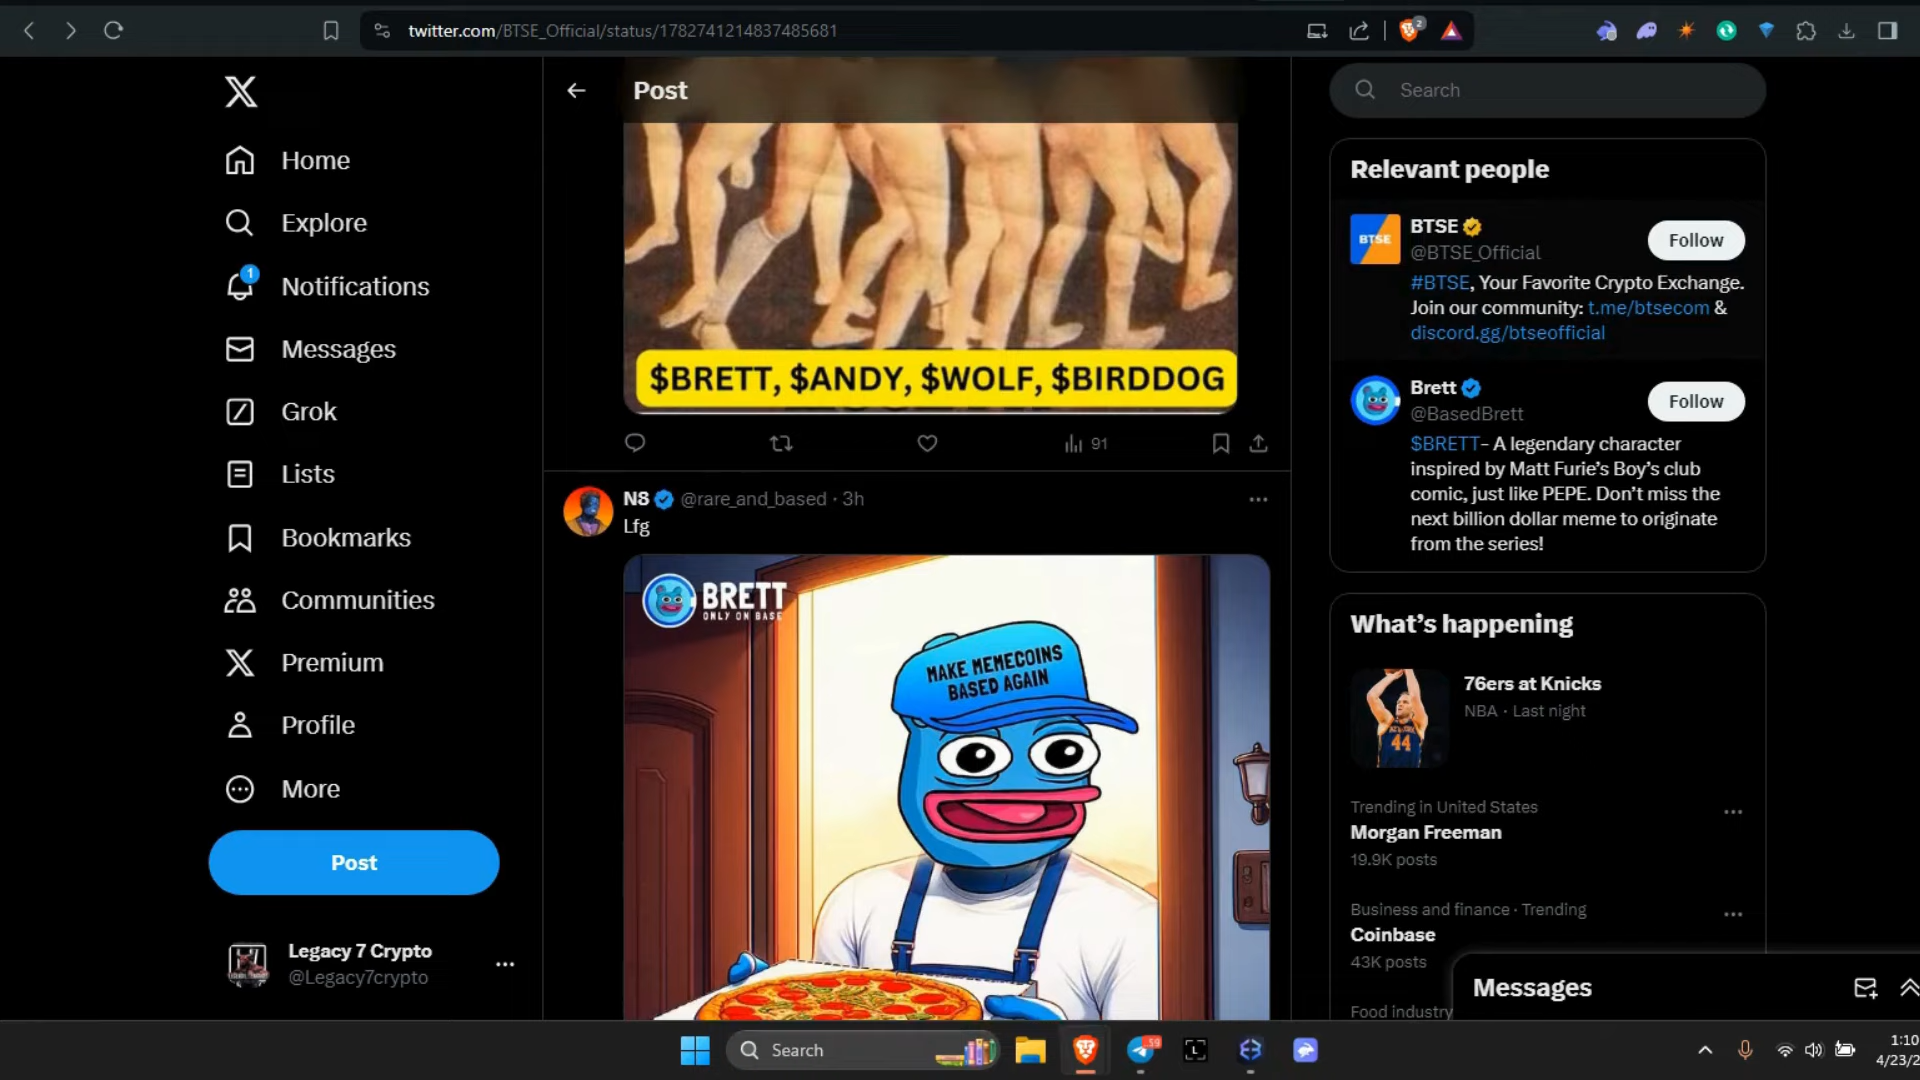 twitter.com/BTSE_Official/status/1782741214837485681
2
Home
Explore
1
Notifications
Messages
Grok
Lists
Bookmarks
Communities
Premium
Profile
More
Post
Legacy 7 Crypto
@Legacy7crypto
Post
$BRETT, $ANDY, $WOLF, $BIRDDOG
91
N8 @rare_and_based · 3h
Lfg
BRETT
ONLY ON BASE
MAKE MEMECOINS
BASED AGAIN
Search
Relevant people
BTSE
BTSE
@BTSE_Official
Follow
#BTSE, Your Favorite Crypto Exchange.
Join our community: t.me/btsecom &
discord.gg/btseofficial
Brett
@BasedBrett
Follow
$BRETT- A legendary character
inspired by Matt Furie's Boy's club
comic, just like PEPE. Don't miss the
next billion dollar meme to originate
from the series!
What's happening
76ers at Knicks
NBA · Last night
44
Trending in United States
Morgan Freeman
19.9K posts
Business and finance · Trending
Coinbase
43K posts
Food industry
Messages
Search
59
L
1:10
4/23/2